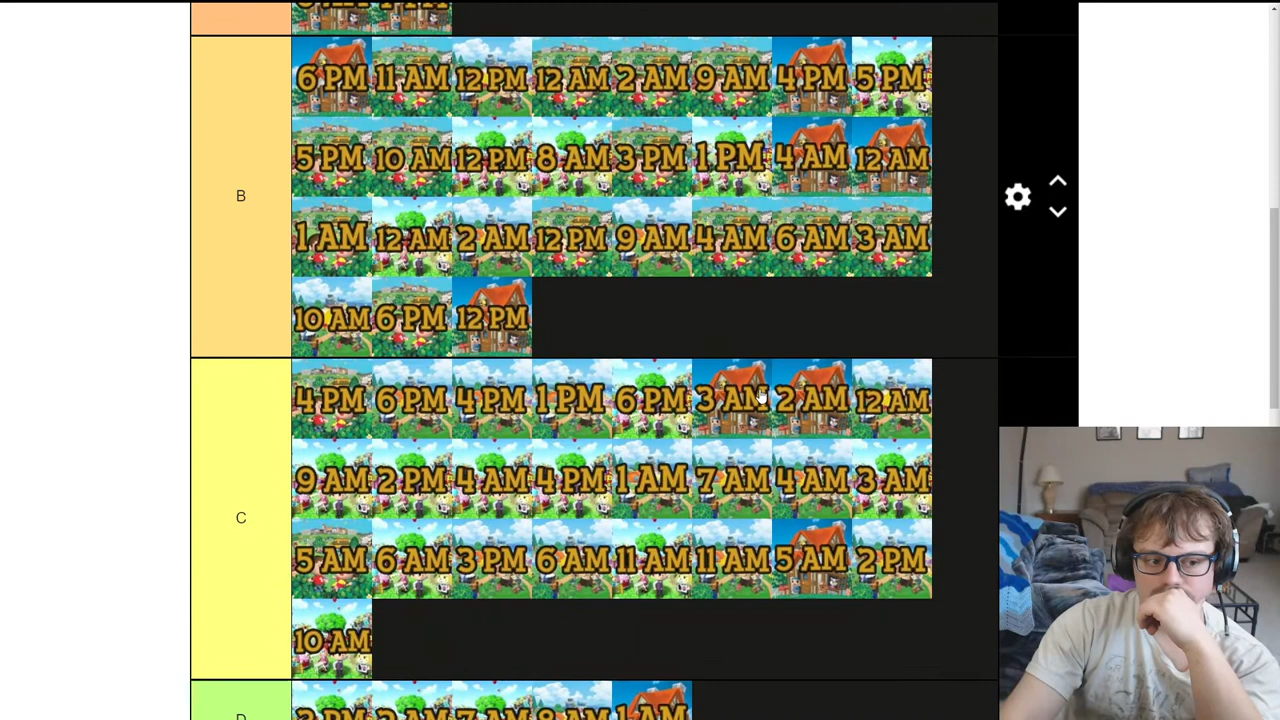 6 PM 11 AM 12 PM 12 AM 2 AM 9 AM 4 PM 5 PM
B
5 PM 10 AM 12 PM 8 AM 3 PM 1 PM 4 AM 12 AM
1 AM 12 AM 2 AM 12 PM 9 AM 4 AM 6 AM 3 AM
10 AM 6 PM 12 PM
4 PM 6 PM 4 PM 1 PM 6 PM 3 AM 2 AM 12 AM
9 AM 2 PM 4 AM 4 PM 1 AM 7 AM 4 AM 3 AM
C
5 AM 6 AM 3 PM 6 AM 11 AM 11 AM 5 AM 2 PM
10 AM